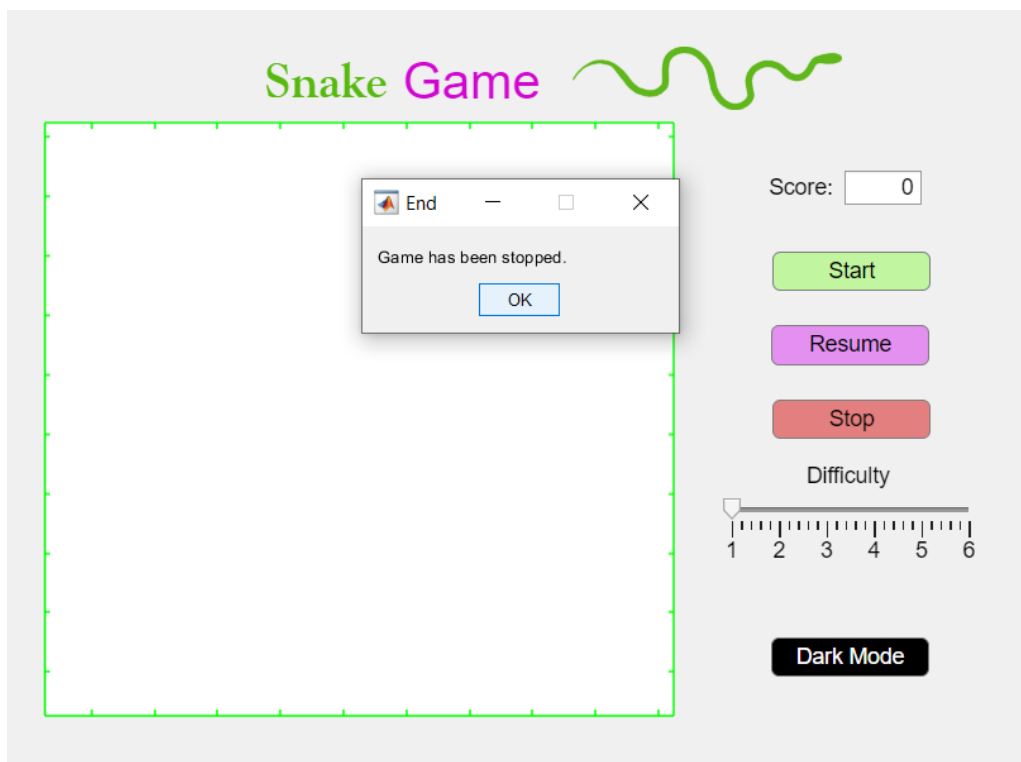 Snake Game
End
Game has been stopped.
OK
Score: 0
Start
Resume
Stop
Difficulty
1 2 3 4 5 6
Dark Mode